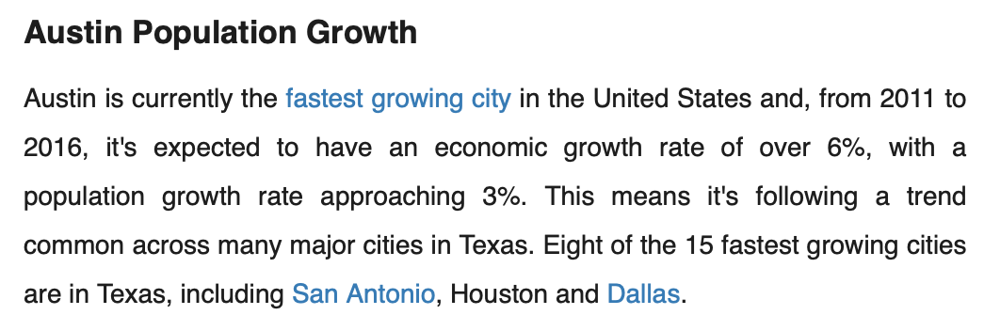 Austin Population Growth
Austin is currently the fastest growing city in the United States and, from 2011 to
2016, it's expected to have an economic growth rate of over 6%, with a
population growth rate approaching 3%. This means it's following a trend
common across many major cities in Texas. Eight of the 15 fastest growing cities
are in Texas, including San Antonio, Houston and Dallas.